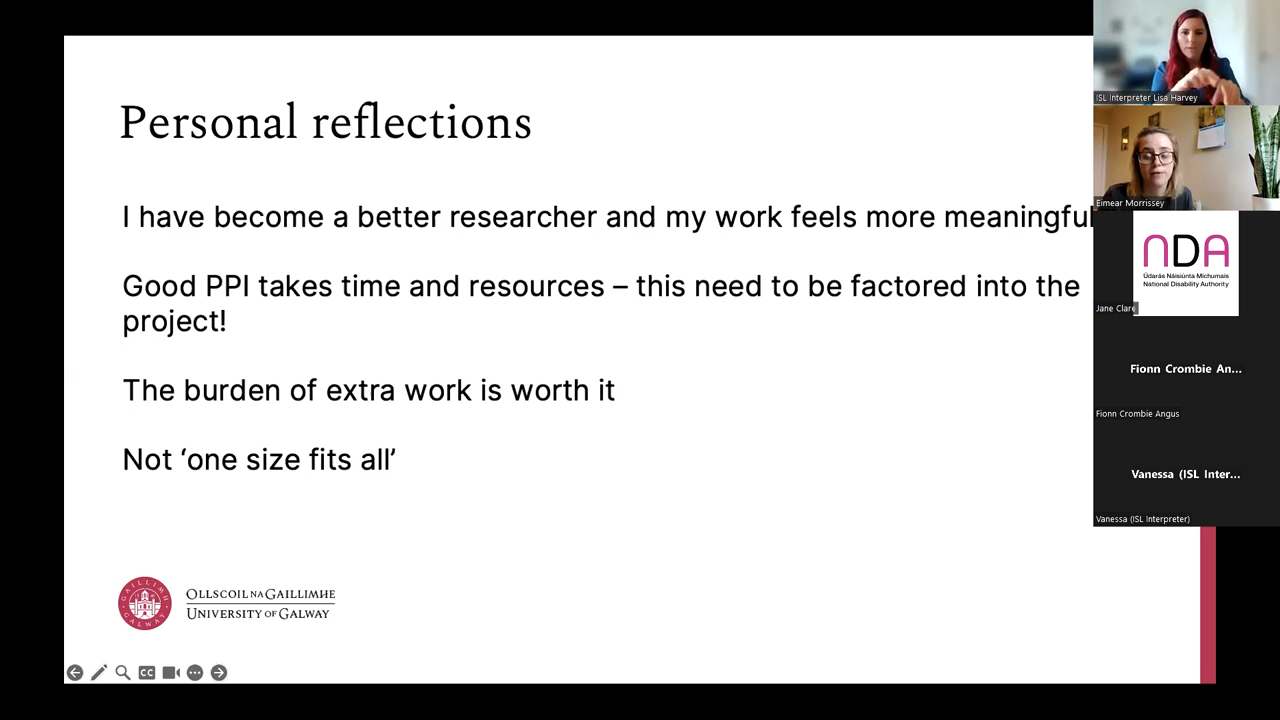 Personal reflections
I have become a better researcher and my work feels more meaningful
Good PPI takes time and resources – this need to be factored into the
project!
The burden of extra work is worth it
Not ‘one size fits all’
OLLSCOIL NA GAILLIMHE
UNIVERSITY OF GALWAY
GAILLIMH
GALWAY
CC
ISL Interpreter Lisa Harvey
Eimear Morrissey
NDA
Údarás Náisiúnta Míchumais
National Disability Authority
Jane Clare
Fionn Crombie An...
Fionn Crombie Angus
Vanessa (ISL Inter...
Vanessa (ISL Interpreter)